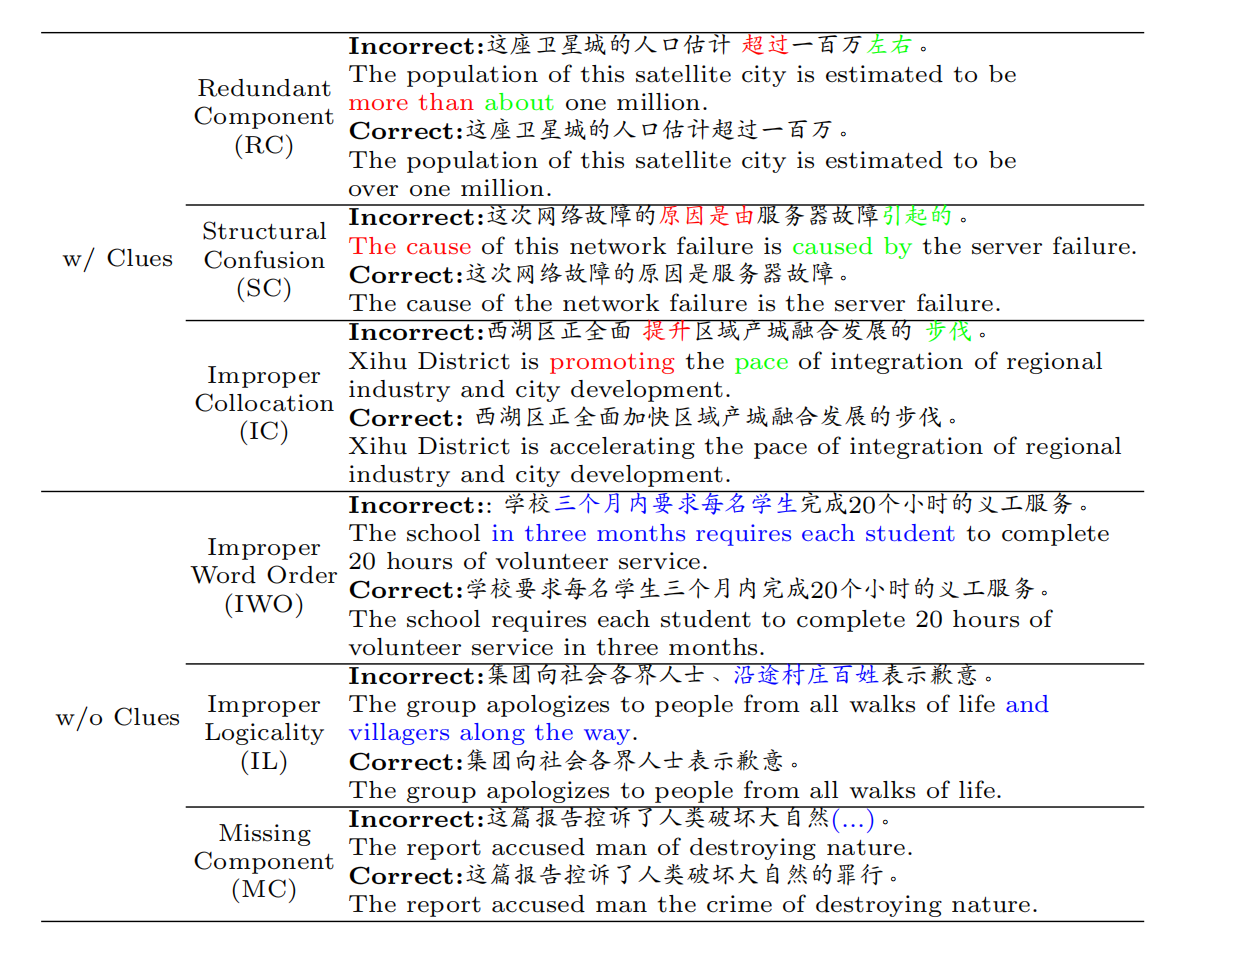 w/ Clues
Redundant
Component
(RC)
Incorrect:这座卫星城的人口估计 超过一百万左右。
The population of this satellite city is estimated to be
more than about one million.
Correct:这座卫星城的人口估计超过一百万。
The population of this satellite city is estimated to be
over one million.
Structural
Confusion
(SC)
Incorrect:这次网络故障的原因是由服务器故障引起的。
The cause of this network failure is caused by the server failure.
Correct:这次网络故障的原因是服务器故障。
The cause of the network failure is the server failure.
Improper
Collocation
(IC)
Incorrect:西湖区正全面 提升区域产城融合发展的 步伐。
Xihu District is promoting the pace of integration of regional
industry and city development.
Correct: 西湖区正全面加快区域产城融合发展的步伐。
Xihu District is accelerating the pace of integration of regional
industry and city development.
w/o Clues
Improper
Word Order
(IWO)
Incorrect:: 学校三个月内要求每名学生完成20个小时的义工服务。
The school in three months requires each student to complete
20 hours of volunteer service.
Correct:学校要求每名学生三个月内完成20个小时的义工服务。
The school requires each student to complete 20 hours of
volunteer service in three months.
Improper
Logicality
(IL)
Incorrect:集团向社会各界人士、沿途村庄百姓表示歉意。
The group apologizes to people from all walks of life and
villagers along the way.
Correct:集团向社会各界人士表示歉意。
The group apologizes to people from all walks of life.
Missing
Component
(MC)
Incorrect:这篇报告控诉了人类破坏大自然(...)。
The report accused man of destroying nature.
Correct:这篇报告控诉了人类破坏大自然的罪行。
The report accused man the crime of destroying nature.